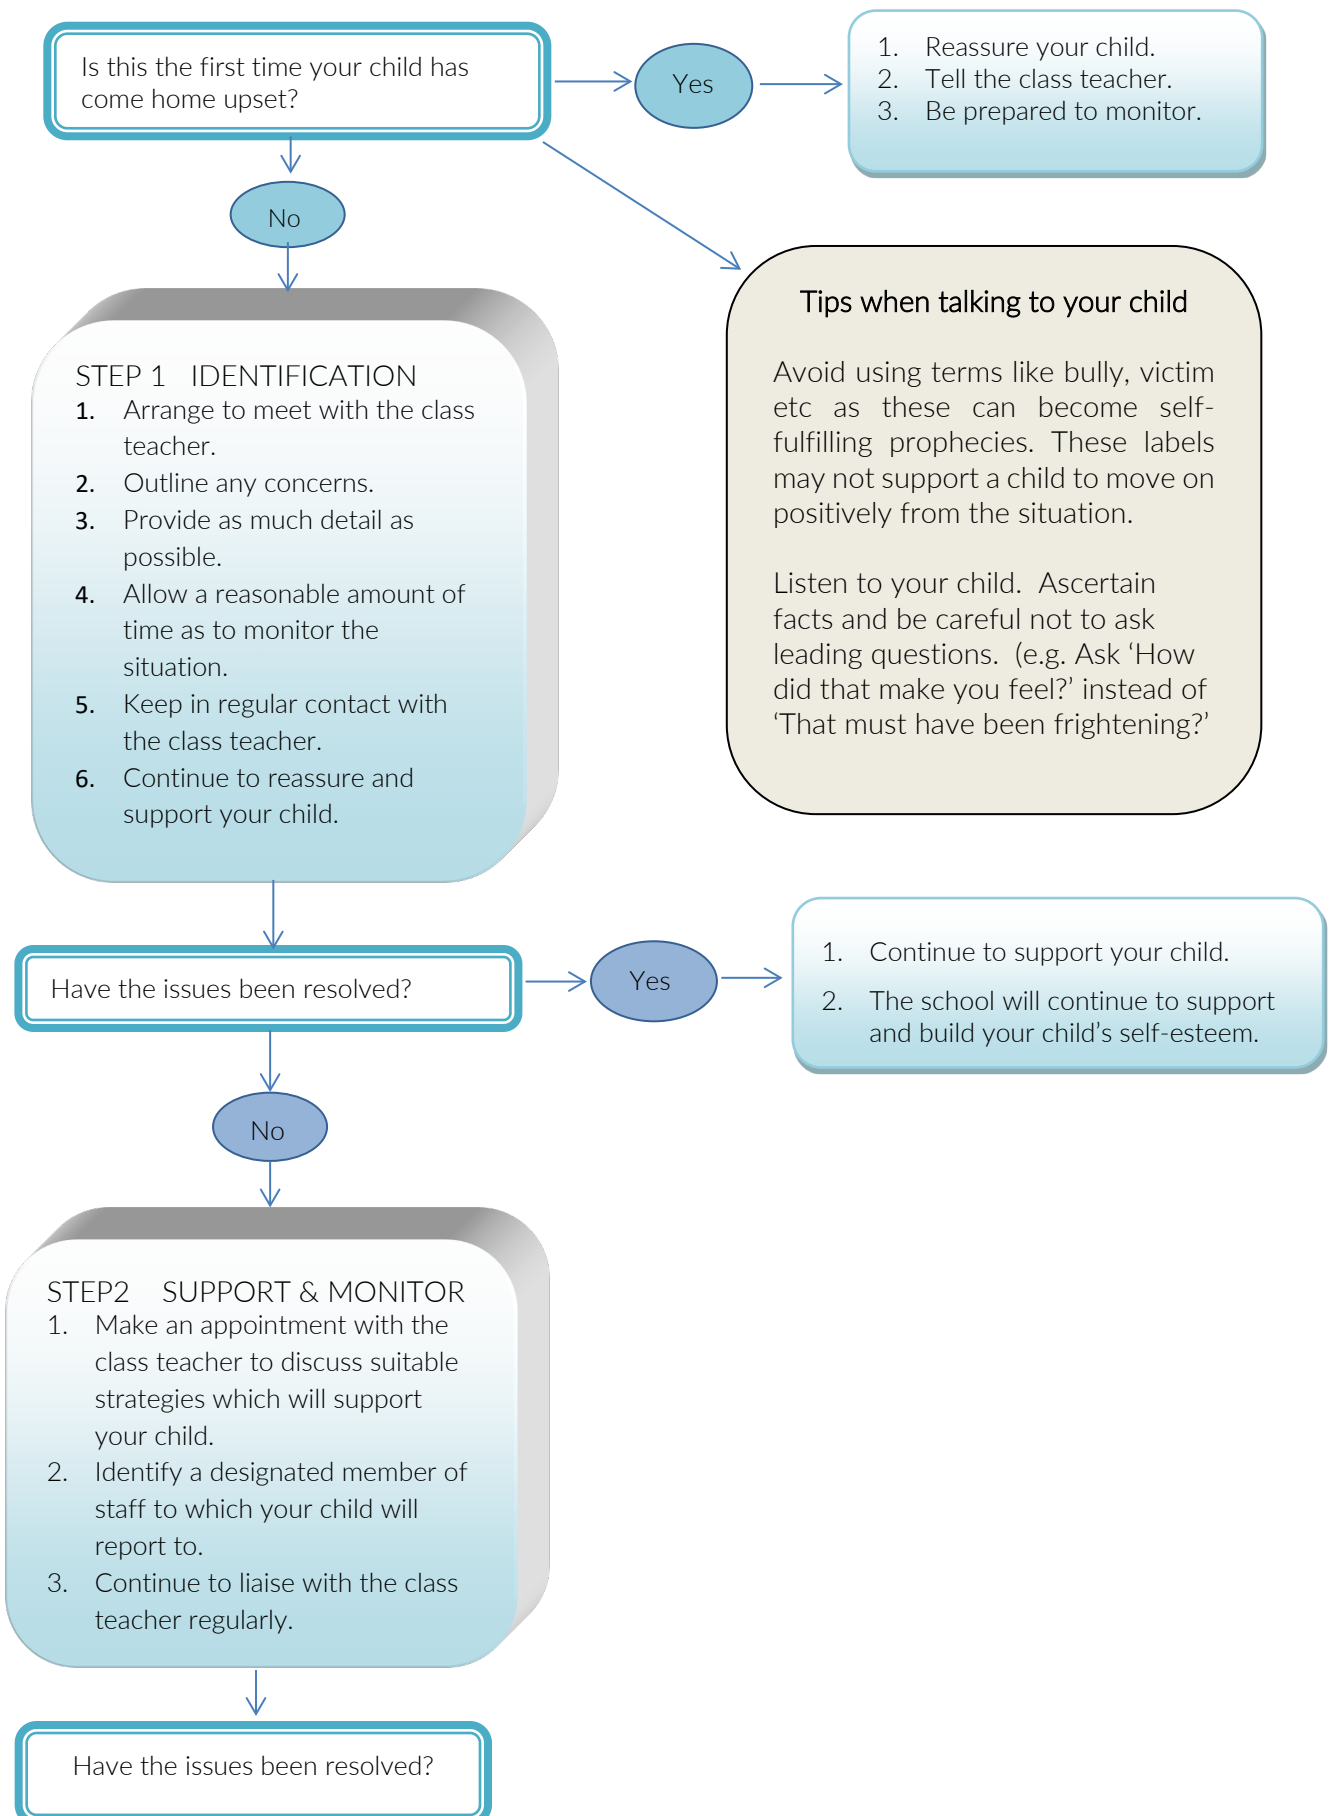 Is this the first time your child has
come home upset?
Yes
1. Reassure your child.
2. Tell the class teacher.
3. Be prepared to monitor.
No
STEP 1 IDENTIFICATION
1. Arrange to meet with the class
teacher.
2. Outline any concerns.
3. Provide as much detail as
possible.
4. Allow a reasonable amount of
time as to monitor the
situation.
5. Keep in regular contact with
the class teacher.
6. Continue to reassure and
support your child.
Tips when talking to your child
Avoid using terms like bully, victim
etc as these can become self-
fulfilling prophecies. These labels
may not support a child to move on
positively from the situation.
Listen to your child. Ascertain
facts and be careful not to ask
leading questions. (e.g. Ask ‘How
did that make you feel?’ instead of
‘That must have been frightening?’
Have the issues been resolved?
Yes
1. Continue to support your child.
2. The school will continue to support
and build your child’s self-esteem.
No
STEP2 SUPPORT & MONITOR
1. Make an appointment with the
class teacher to discuss suitable
strategies which will support
your child.
2. Identify a designated member of
staff to which your child will
report to.
3. Continue to liaise with the class
teacher regularly.
Have the issues been resolved?